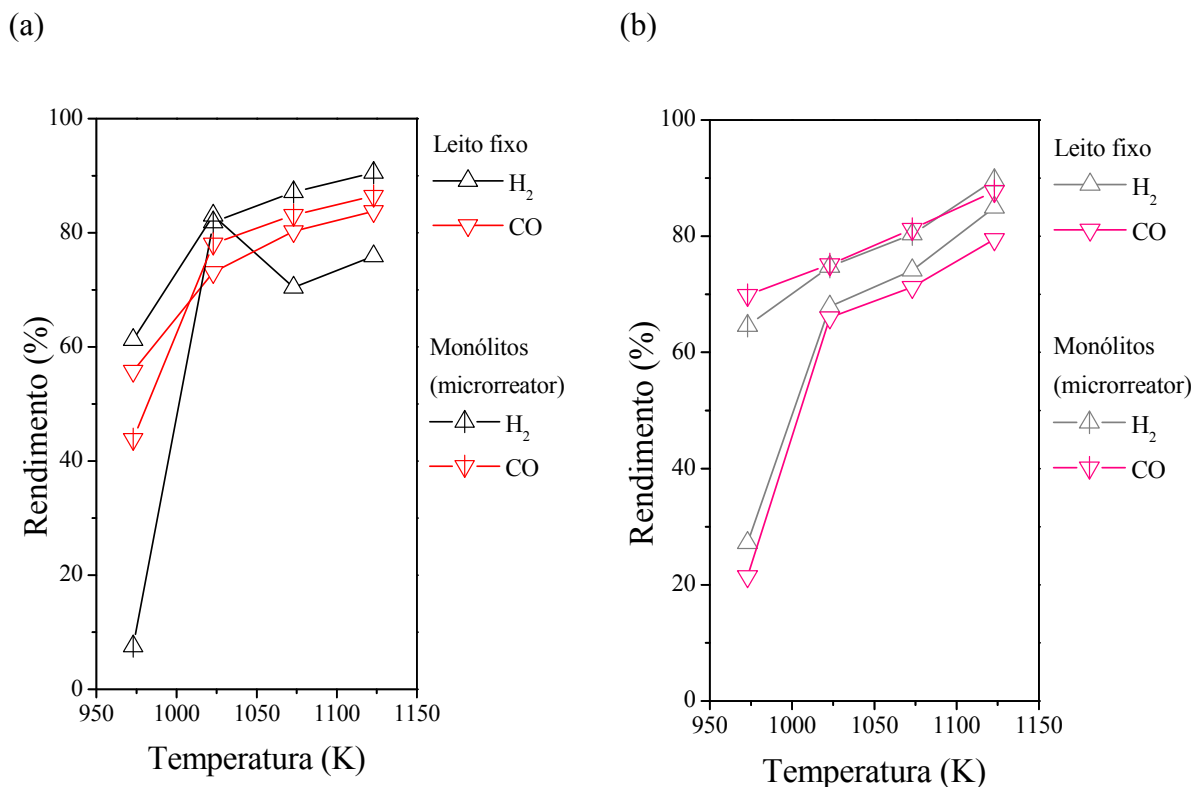 (a)
100
80
60
40
20
0
950 1000 1050 1100 1150
Rendimento (%)
Temperatura (K)
Leito fixo
H₂
CO
Monólitos
(microrreator)
H₂
CO
(b)
100
80
60
40
20
0
950 1000 1050 1100 1150
Rendimento (%)
Temperatura (K)
Leito fixo
H₂
CO
Monólitos
(microrreator)
H₂
CO